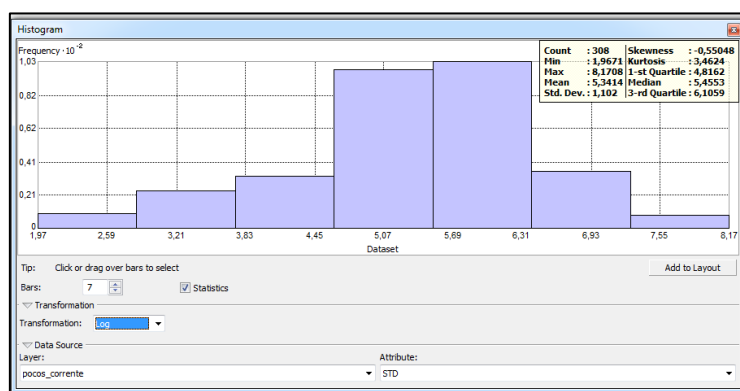 Histogram
Frequency · 10 -2
Count : 308 Skewness : -0,55048
Min : 1,9671 Kurtosis : 3,4624
Max : 8,1708 1-st Quartile : 4,8162
Mean : 5,3414 Median : 5,4553
Std. Dev. : 1,102 3-rd Quartile : 6,1059
1,03
0,82
0,62
0,41
0,21
0
1,97 2,59 3,21 3,83 4,45 5,07 5,69 6,31 6,93 7,55 8,17
Dataset
Tip: Click or drag over bars to select Add to Layout
Bars: 7 Statistics
Transformation
Transformation: Log
Data Source
Layer: Attribute:
pocos_corrente STD